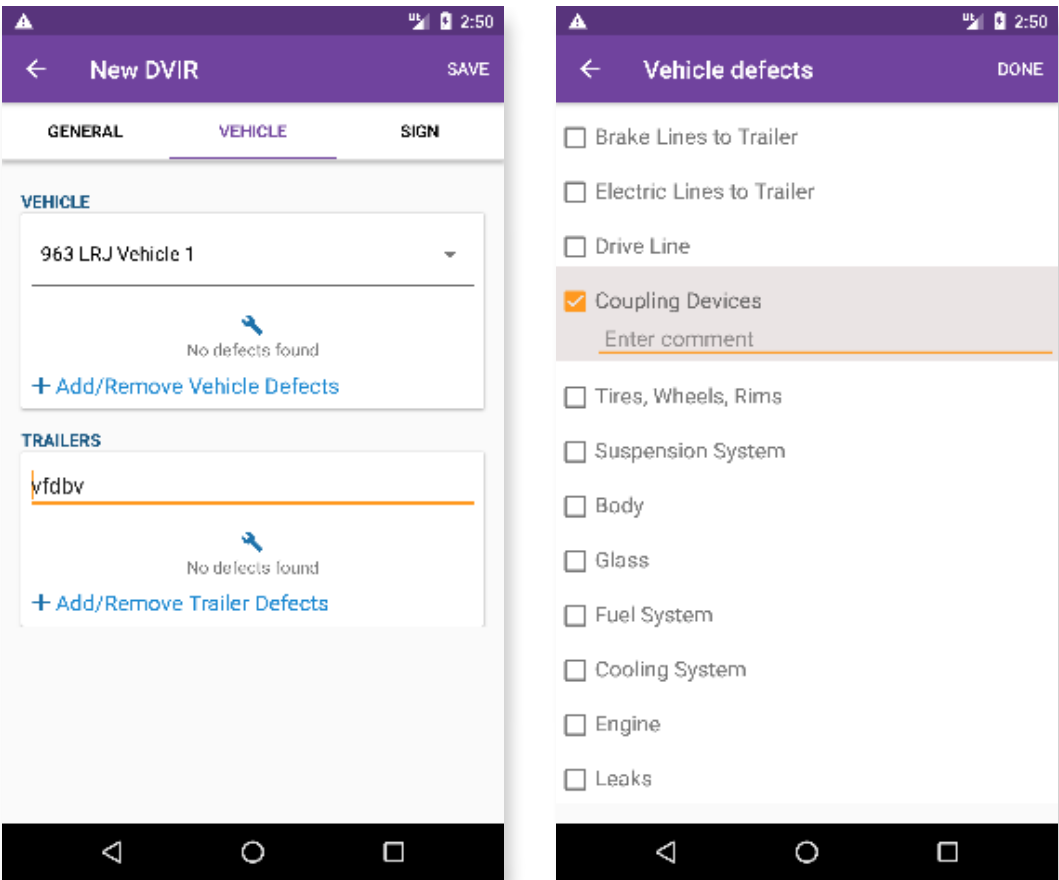 2:50
New DVIR
SAVE
GENERAL VEHICLE SIGN
VEHICLE
963 LRJ Vehicle 1
No defects found
+ Add/Remove Vehicle Defects
TRAILERS
vfdbv
No defects found
+ Add/Remove Trailer Defects
2:50
Vehicle defects
DONE
Brake Lines to Trailer
Electric Lines to Trailer
Drive Line
Coupling Devices
Enter comment
Tires, Wheels, Rims
Suspension System
Body
Glass
Fuel System
Cooling System
Engine
Leaks